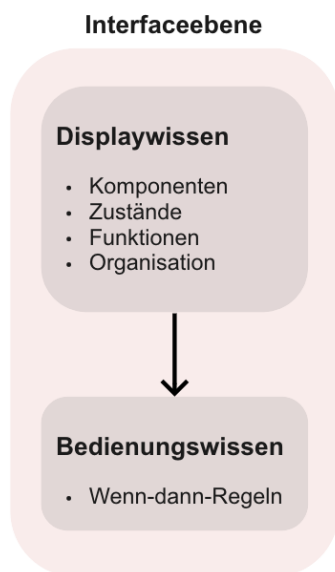 Interfaceebene
Displaywissen
• Komponenten
• Zustände
• Funktionen
• Organisation
Bedienungswissen
• Wenn-dann-Regeln